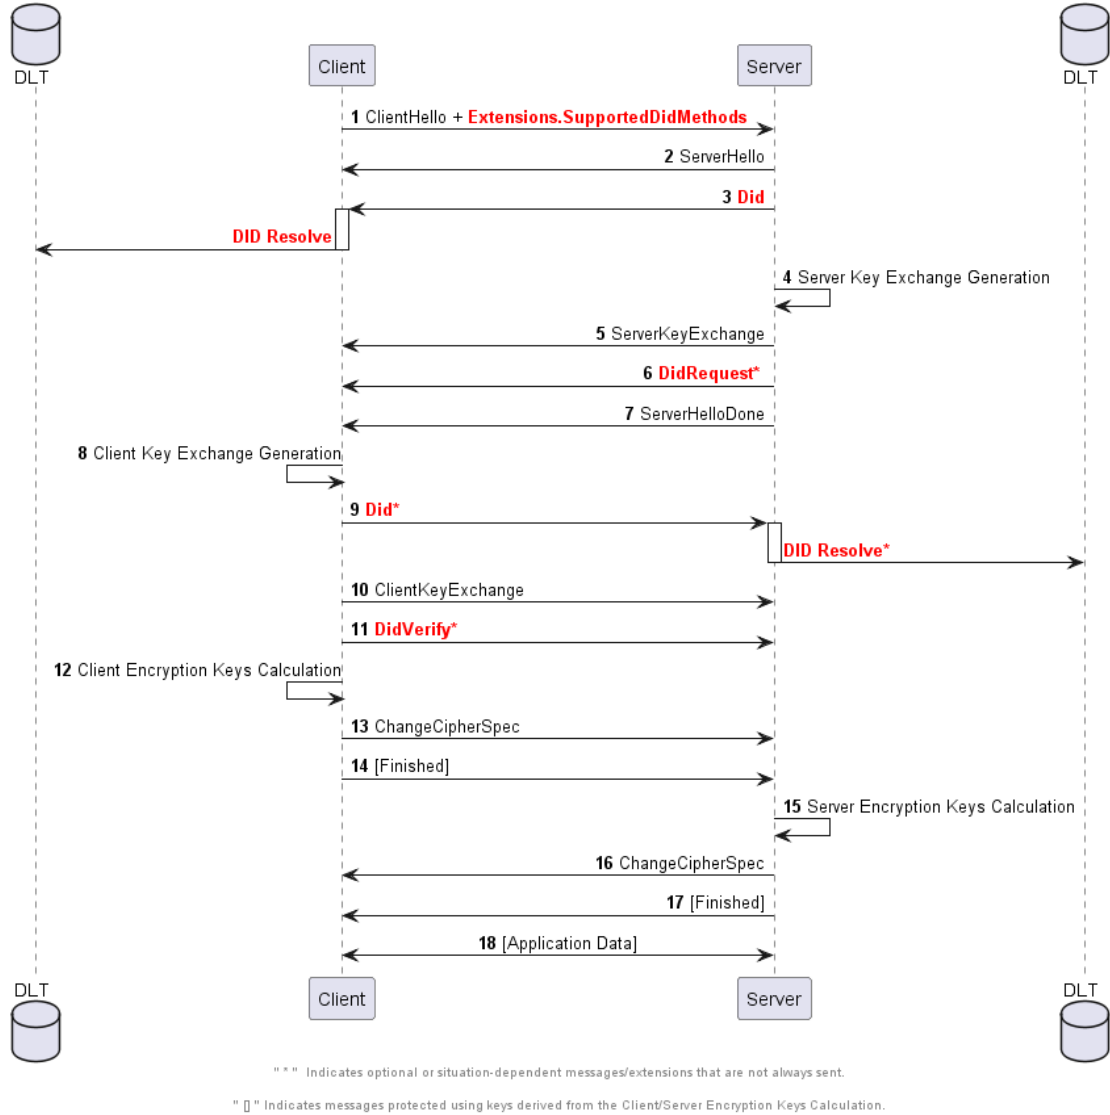 DLT
Client
Server
DLT
1 ClientHello + Extensions.SupportedDidMethods
2 ServerHello
3 Did
DID Resolve
4 Server Key Exchange Generation
5 ServerKeyExchange
6 DidRequest*
7 ServerHelloDone
8 Client Key Exchange Generation
9 Did*
DID Resolve*
10 ClientKeyExchange
11 DidVerify*
12 Client Encryption Keys Calculation
13 ChangeCipherSpec
14 [Finished]
15 Server Encryption Keys Calculation
16 ChangeCipherSpec
17 [Finished]
18 [Application Data]
DLT
Client
Server
DLT
" * " Indicates optional or situation-dependent messages/extensions that are not always sent.
" [] " Indicates messages protected using keys derived from the Client/Server Encryption Keys Calculation.